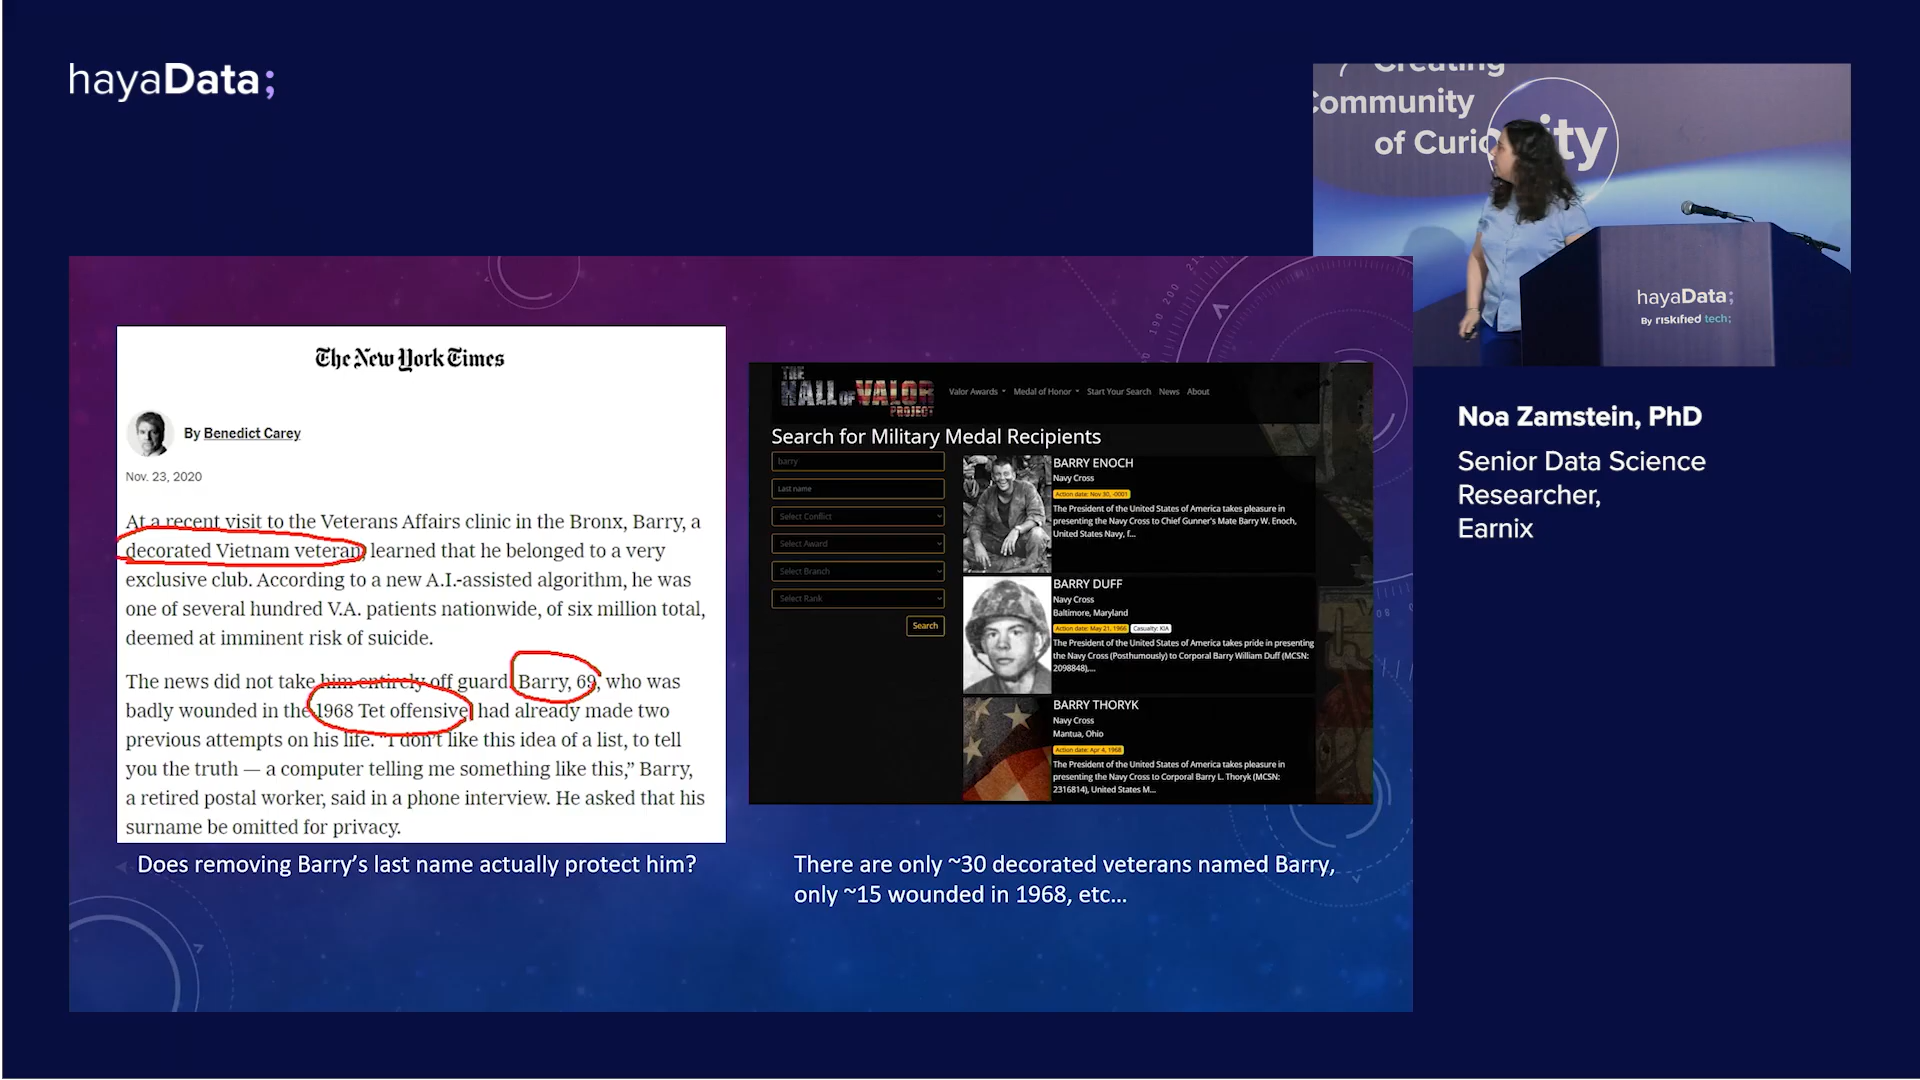 hayaData;
Creating
Community
of Curiosity
hayaData;
By riskified tech;
Noa Zamstein, PhD
Senior Data Science
Researcher,
Earnix
The New York Times
By Benedict Carey
Nov. 23, 2020
At a recent visit to the Veterans Affairs clinic in the Bronx, Barry, a
decorated Vietnam veteran, learned that he belonged to a very
exclusive club. According to a new A.I.-assisted algorithm, he was
one of several hundred V.A. patients nationwide, of six million total,
deemed at imminent risk of suicide.
The news did not take him entirely off guard. Barry, 69, who was
badly wounded in the 1968 Tet offensive, had already made two
previous attempts on his life. “I don’t like this idea of a list, to tell
you the truth — a computer telling me something like this,” Barry,
a retired postal worker, said in a phone interview. He asked that his
surname be omitted for privacy.
Does removing Barry’s last name actually protect him?
THE
HALL OF VALOR
PROJECT
Valor Awards Medal of Honor Start Your Search News About
Search for Military Medal Recipients
barry
Last name
Select Conflict
Select Award
Select Branch
Select Rank
Search
BARRY ENOCH
Navy Cross
Action date: Nov 30, -0001
The President of the United States of America takes pleasure in
presenting the Navy Cross to Chief Gunner's Mate Barry W. Enoch,
United States Navy, f...
BARRY DUFF
Navy Cross
Baltimore, Maryland
Action date: May 21, 1966 Casualty: KIA
The President of the United States of America takes pride in presenting
the Navy Cross (Posthumously) to Corporal Barry William Duff (MCSN:
2098848),...
BARRY THORYK
Navy Cross
Mantua, Ohio
Action date: Apr 4, 1968
The President of the United States of America takes pleasure in
presenting the Navy Cross to Corporal Barry L. Thoryk (MCSN:
2316814), United States M...
There are only ~30 decorated veterans named Barry,
only ~15 wounded in 1968, etc...
190 200 210